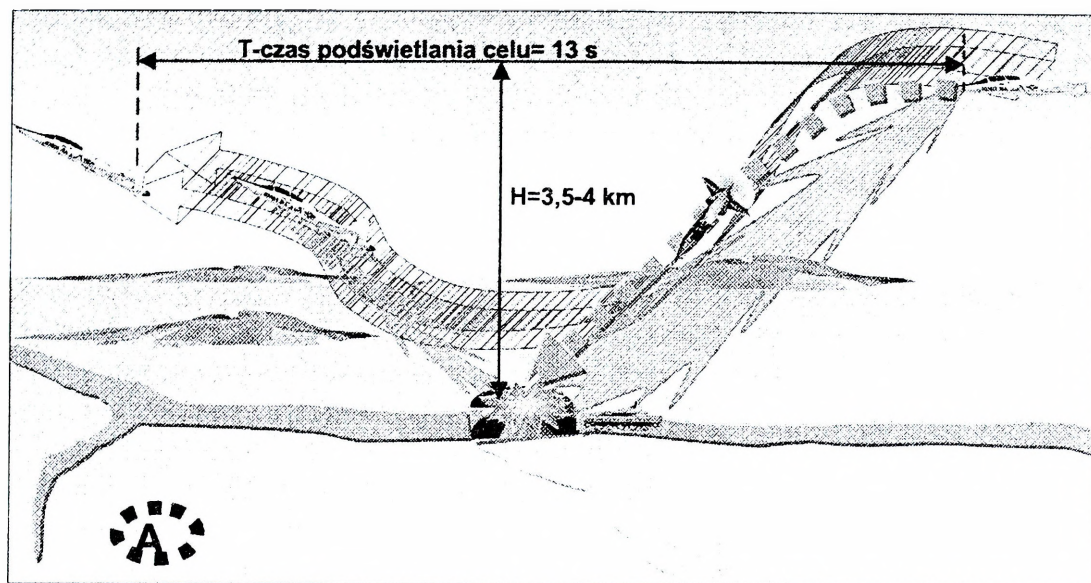 T-czas podświetlania celu= 13 s
H=3,5-4 km
A